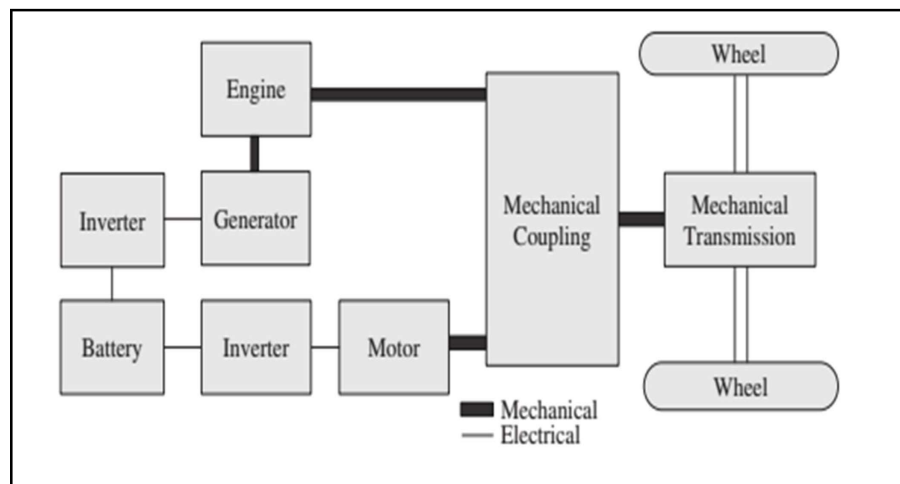 Wheel
Engine
Mechanical
Coupling
Mechanical
Transmission
Inverter
Generator
Battery
Inverter
Motor
Wheel
Mechanical
Electrical